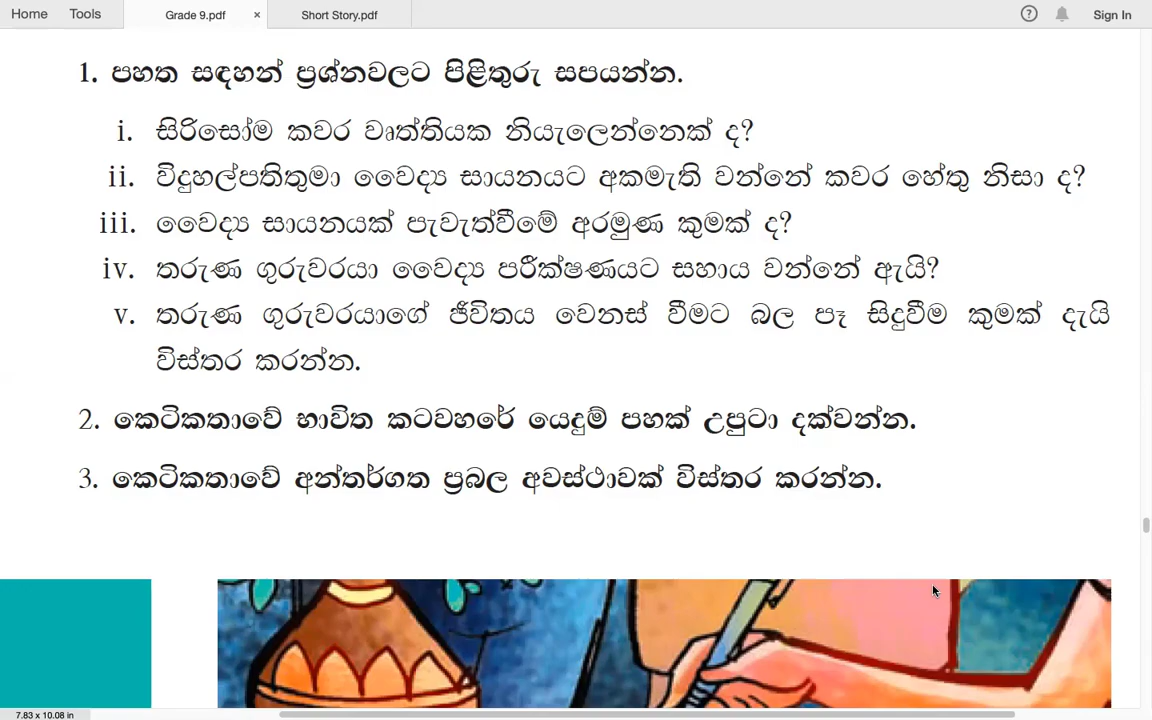 Home Tools Grade 9.pdf × Short Story.pdf ? Sign In
1. පහත සඳහන් ප්‍රශ්නවලට පිළිතුරු සපයන්න.
i. සිරිසෝම කවර වෘත්තියක නියැලෙන්නෙක් ද?
ii. විදුහල්පතිතුමා වෛද්‍ය සායනයට අකමැති වන්නේ කවර හේතු නිසා ද?
iii. වෛද්‍ය සායනයක් පැවැත්වීමේ අරමුණ කුමක් ද?
iv. තරුණ ගුරුවරයා වෛද්‍ය පරීක්ෂණයට සහාය වන්නේ ඇයි?
v. තරුණ ගුරුවරයාගේ ජීවිතය වෙනස් වීමට බල පෑ සිදුවීම කුමක් දැයි
විස්තර කරන්න.
2. කෙටිකතාවේ භාවිත කටවහරේ යෙදුම් පහක් උපුටා දක්වන්න.
3. කෙටිකතාවේ අන්තර්ගත ප්‍රබල අවස්ථාවක් විස්තර කරන්න.
7.83 x 10.08 in